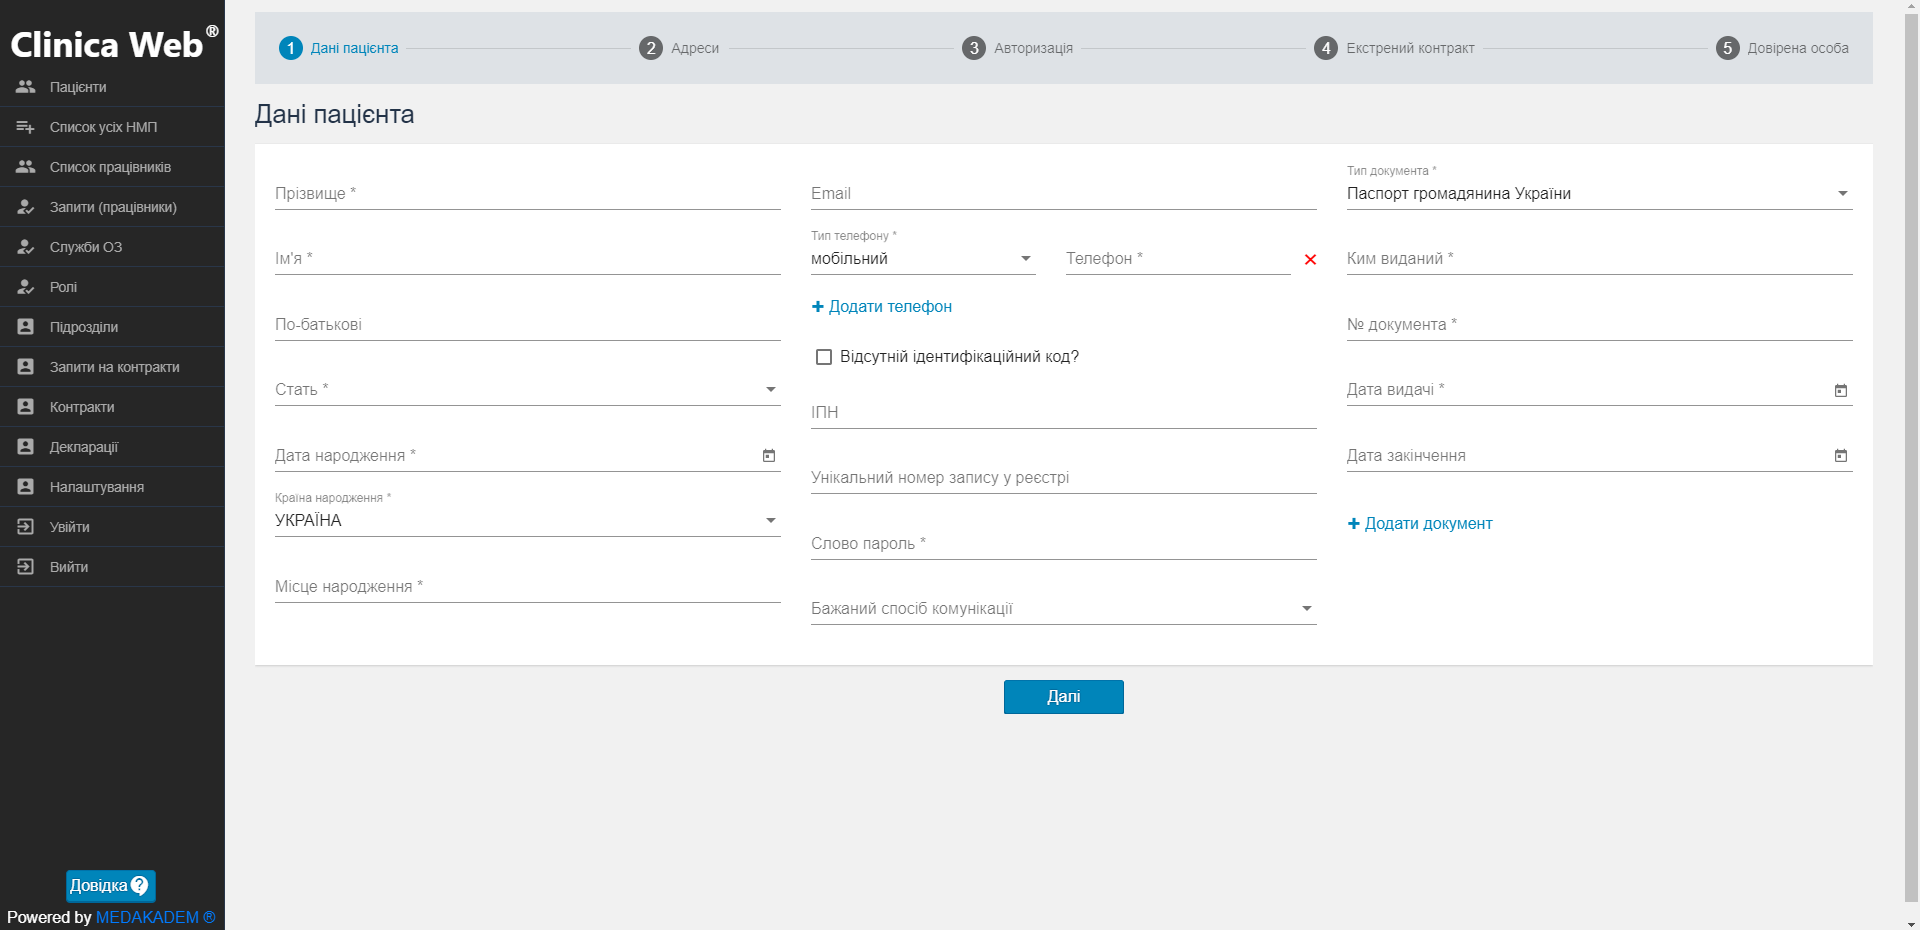 Clinica Web®
Пацієнти
Список усіх НМП
Список працівників
Запити (працівники)
Служби ОЗ
Ролі
Підрозділи
Запити на контракти
Контракти
Декларації
Налаштування
Увійти
Вийти
Довідка ?
Powered by MEDAKADEM ®
1 Дані пацієнта
2 Адреси
3 Авторизація
4 Екстрений контракт
5 Довірена особа
Дані пацієнта
Прізвище *
Ім'я *
По-батькові
Стать *
Дата народження *
Країна народження *
УКРАЇНА
Місце народження *
Email
Тип телефону *
мобільний
Телефон *
Додати телефон
Відсутній ідентифікаційний код?
ІПН
Унікальний номер запису у реєстрі
Слово пароль *
Бажаний спосіб комунікації
Тип документа *
Паспорт громадянина України
Ким виданий *
№ документа *
Дата видачі *
Дата закінчення
Додати документ
Далі